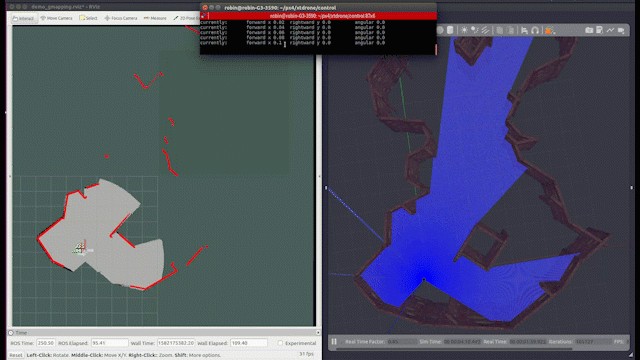 demo_gmapping.rviz* - RViz
Interact
Move Camera
Select
Focus Camera
Measure
robin@robin-G3-3590: ~/px4/xtdrone/control
robin@robin-G3-3590: ~/px4/xtdrone/control 87x5
currently: forward x 0.02 rightward y 0.0 angular 0.0
currently: forward x 0.04 rightward y 0.0 angular 0.0
currently: forward x 0.06 rightward y 0.0 angular 0.0
currently: forward x 0.08 rightward y 0.0 angular 0.0
currently: forward x 0.1 rightward y 0.0 angular 0.0
Time
ROS Time: 250.50 ROS Elapsed: 95.41 Wall Time: Wall Elapsed: 109.40 Experimental
Reset Left-Click: Rotate. Middle-Click: Move X/Y. Right-Click: Zoom. Shift: More options. 31 fps
Real Time Factor: Sim Time: Real Time: Iterations: